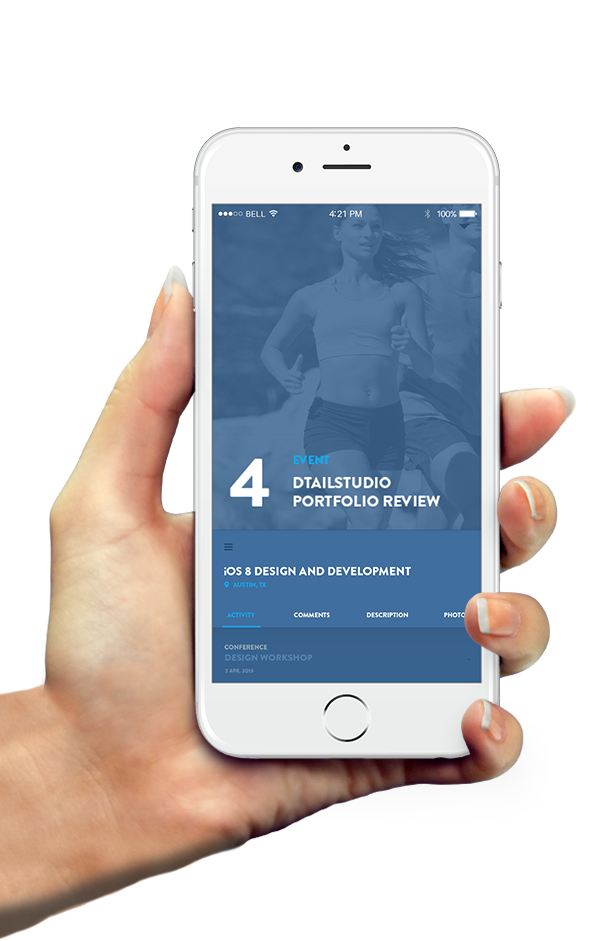 BELL 4:21 PM 100%
4
EVENT
DTAILSTUDIO
PORTFOLIO REVIEW
iOS 8 DESIGN AND DEVELOPMENT
AUSTIN, TX
ACTIVITY COMMENTS DESCRIPTION PHOTO
CONFERENCE
DESIGN WORKSHOP
3 APR, 2015